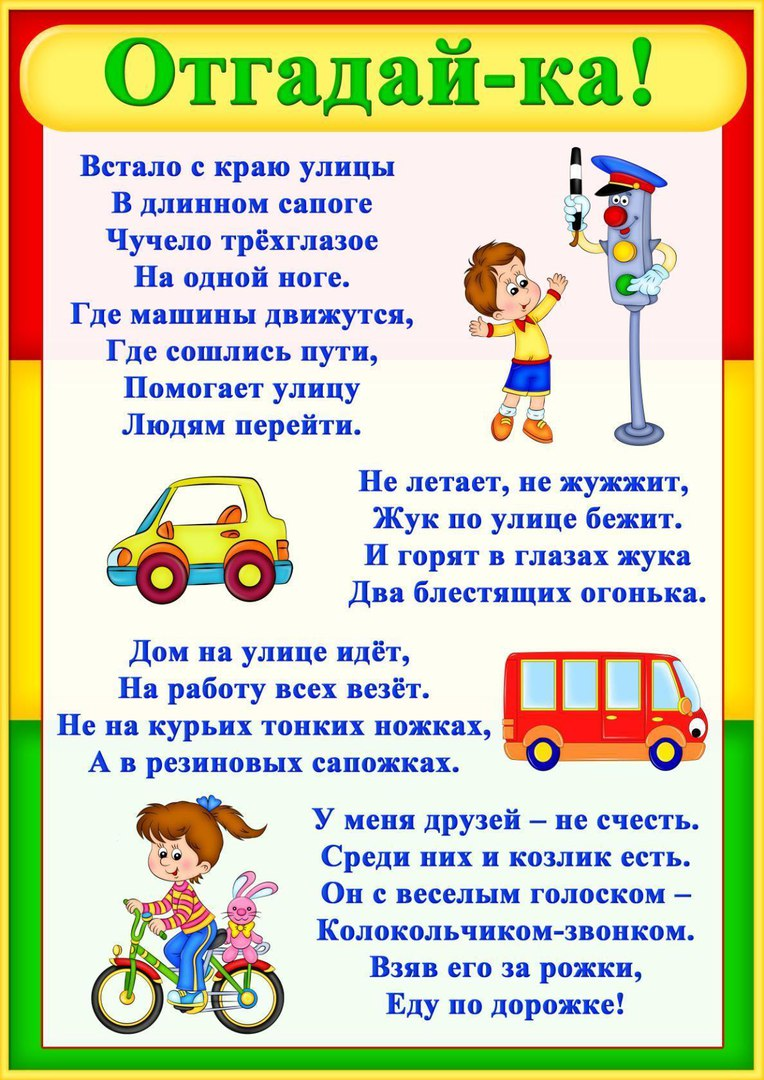 Отгадай-ка!
Встало с краю улицы
В длинном сапоге
Чучело трёхглазое
На одной ноге.
Где машины движутся,
Где сошлись пути,
Помогает улицу
Людям перейти.
Не летает, не жужжит,
Жук по улице бежит.
И горят в глазах жука
Два блестящих огонька.
Дом на улице идёт,
На работу всех везёт.
Не на курьих тонких ножках,
А в резиновых сапожках.
У меня друзей – не счесть.
Среди них и козлик есть.
Он с веселым голоском –
Колокольчиком-звонком.
Взяв его за рожки,
Еду по дорожке!